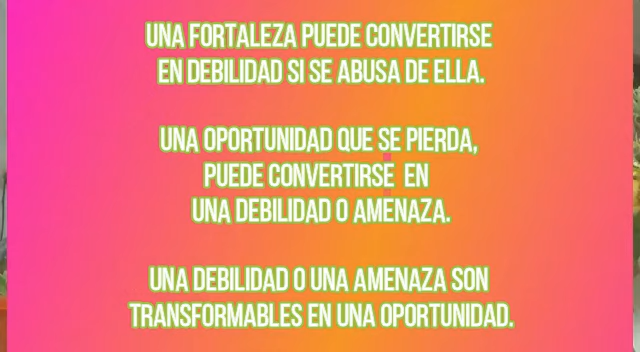 UNA FORTALEZA PUEDE CONVERTIRSE
EN DEBILIDAD SI SE ABUSA DE ELLA.
UNA OPORTUNIDAD QUE SE PIERDA,
PUEDE CONVERTIRSE EN
UNA DEBILIDAD O AMENAZA.
UNA DEBILIDAD O UNA AMENAZA SON
TRANSFORMABLES EN UNA OPORTUNIDAD.